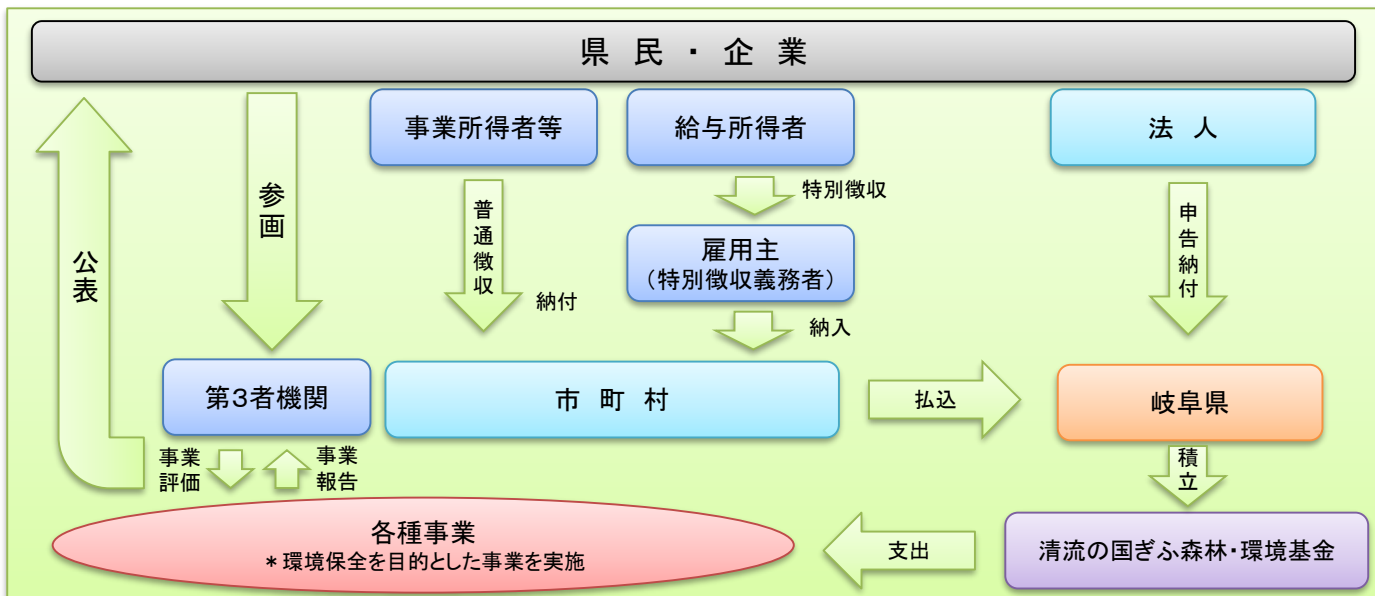 県 民 ・ 企 業
事業所得者等
給与所得者
法 人
参画
普通徴収
納付
特別徴収
雇用主
（特別徴収義務者）
納入
申告納付
公表
第３者機関
市 町 村
払込
岐阜県
事業
評価
事業
報告
積立
各種事業
＊環境保全を目的とした事業を実施
支出
清流の国ぎふ森林・環境基金